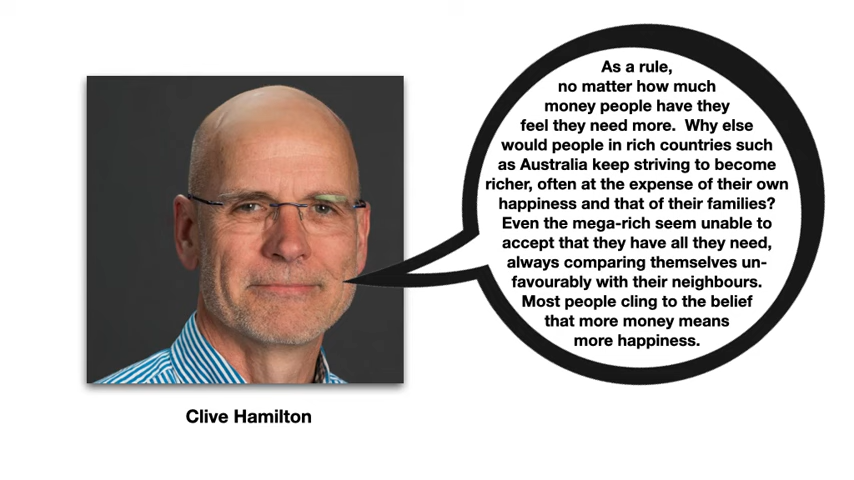 As a rule,
no matter how much
money people have they
feel they need more.  Why else
would people in rich countries such
as Australia keep striving to become
richer, often at the expense of their own
happiness and that of their families?
Even the mega-rich seem unable to
accept that they have all they need,
always comparing themselves un-
favourably with their neighbours.
Most people cling to the belief
that more money means
more happiness.
Clive Hamilton